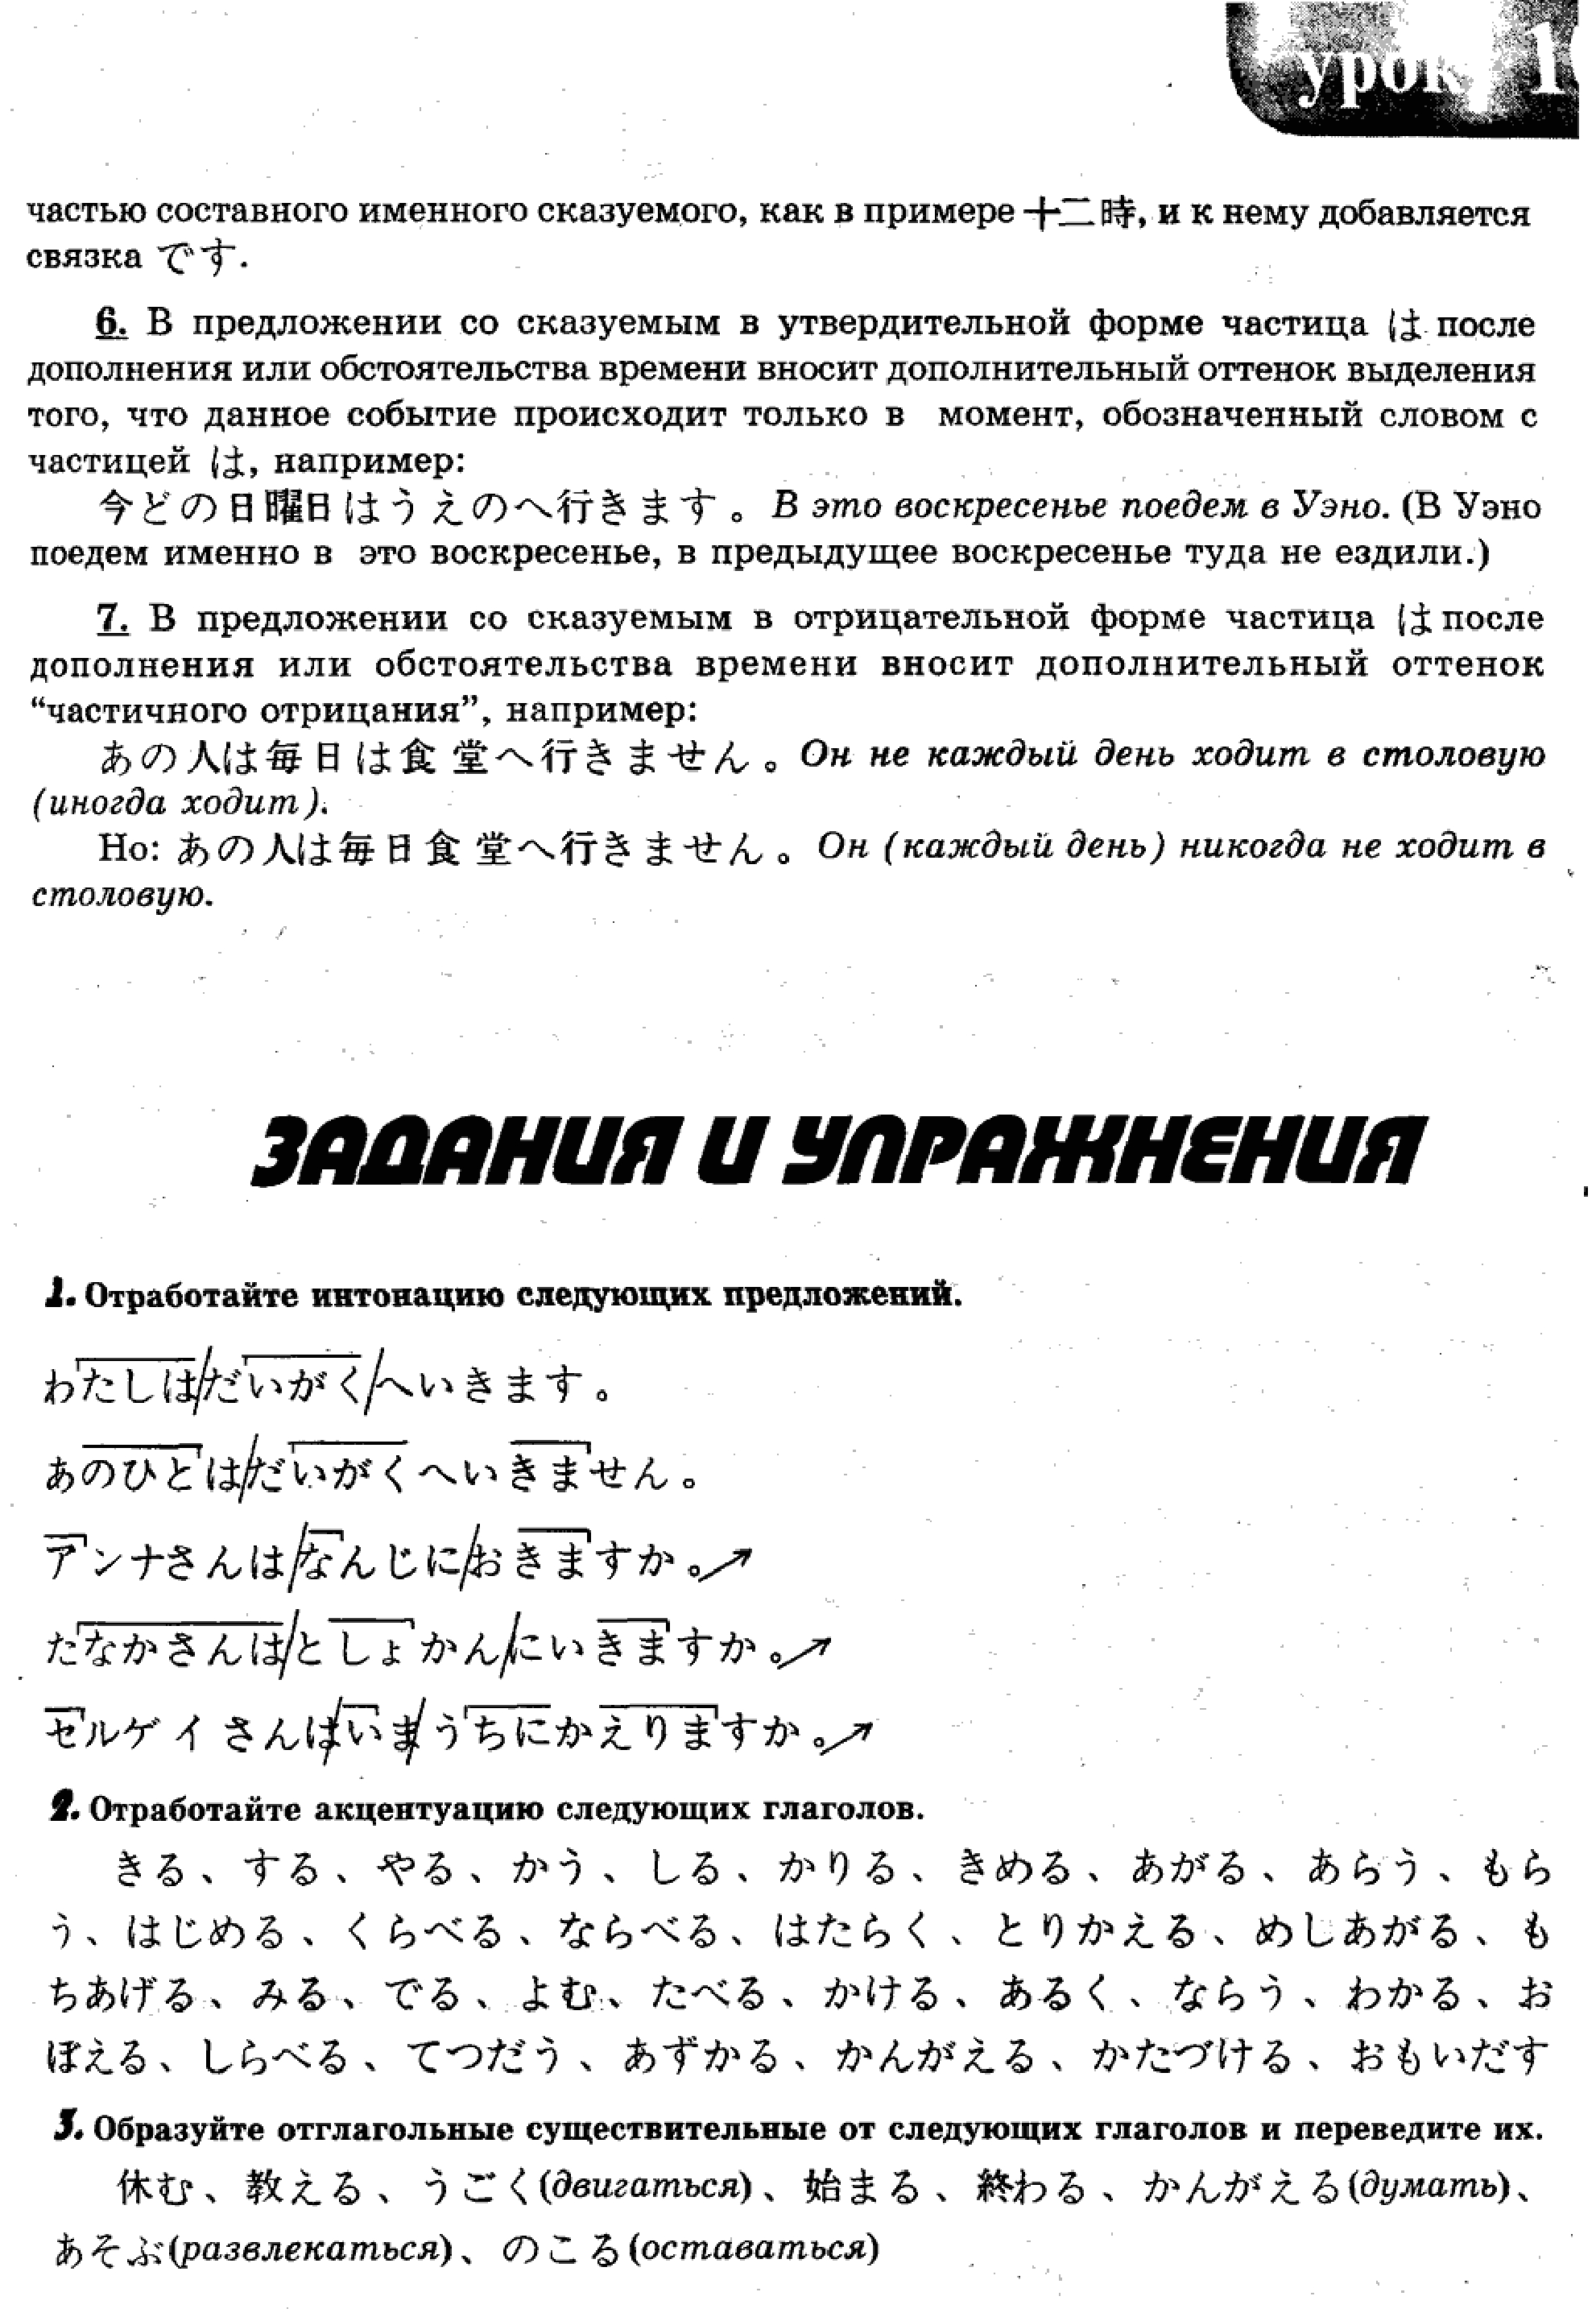 урок 1
частью составного именного сказуемого, как в примере 十二時, и к нему добавляется
связка です.
6. В предложении со сказуемым в утвердительной форме частица は после
дополнения или обстоятельства времени вносит дополнительный оттенок выделения
того, что данное событие происходит только в момент, обозначенный словом с
частицей は, например:
今どの日曜日はうえのへ行きます。В это воскресенье поедем в Уэно. (В Уэно
поедем именно в это воскресенье, в предыдущее воскресенье туда не ездили.)
7. В предложении со сказуемым в отрицательной форме частица は после
дополнения или обстоятельства времени вносит дополнительный оттенок
“частичного отрицания”, например:
あの人は毎日は食堂へ行きません。Он не каждый день ходит в столовую
(иногда ходит).
Но: あの人は毎日食堂へ行きません。Он (каждый день) никогда не ходит в
столовую.
ЗАДАНИЯ И УПРАЖНЕНИЯ
1. Отработайте интонацию следующих предложений.
わたしは/だいがく/へいきます。
あのひとは/だいがくへいきません。
アンナさんは/なんじに/おきますか。↗
たなかさんは/としょかん/にいきますか。↗
セルゲイさんは/いま/うちにかえりますか。↗
2. Отработайте акцентуацию следующих глаголов.
きる、する、やる、かう、しる、かりる、きめる、あがる、あらう、もら
う、はじめる、くらべる、ならべる、はたらく、とりかえる、めしあがる、も
ちあげる、みる、でる、よむ、たべる、かける、あるく、ならう、わかる、お
ぼえる、しらべる、てつだう、あずかる、かんがえる、かたづける、おもいだす
3. Образуйте отглагольные существительные от следующих глаголов и переведите их.
休む、教える、うごく(двигаться)、始まる、終わる、かんがえる(думать)、
あそぶ(развлекаться)、のこる(оставаться)